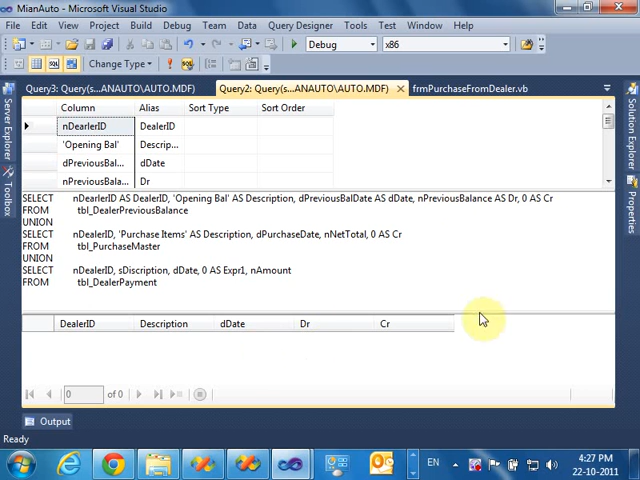 MianAuto - Microsoft Visual Studio
File Edit View Project Build Debug Team Data Query Designer Tools Test Window Help
Debug x86
Change Type
Query3: Query(s...ANAUTO\AUTO.MDF) Query2: Query(s...ANAUTO\AUTO.MDF) frmPurchaseFromDealer.vb
Server Explorer
Toolbox
Solution Explorer
Properties
Column Alias Sort Type Sort Order
nDearlerID DealerID
'Opening Bal' Descrip...
dPreviousBal... dDate
nPreviousBala... Dr
SELECT nDearlerID AS DealerID, 'Opening Bal' AS Description, dPreviousBalDate AS dDate, nPreviousBalance AS Dr, 0 AS Cr
FROM tbl_DealerPreviousBalance
UNION
SELECT nDealerID, 'Purchase Items' AS Description, dPurchaseDate, nNetTotal, 0 AS Cr
FROM tbl_PurchaseMaster
UNION
SELECT nDealerID, sDiscription, dDate, 0 AS Expr1, nAmount
FROM tbl_DealerPayment
DealerID Description dDate Dr Cr
0 of 0
Output
Ready
EN 4:27 PM
22-10-2011